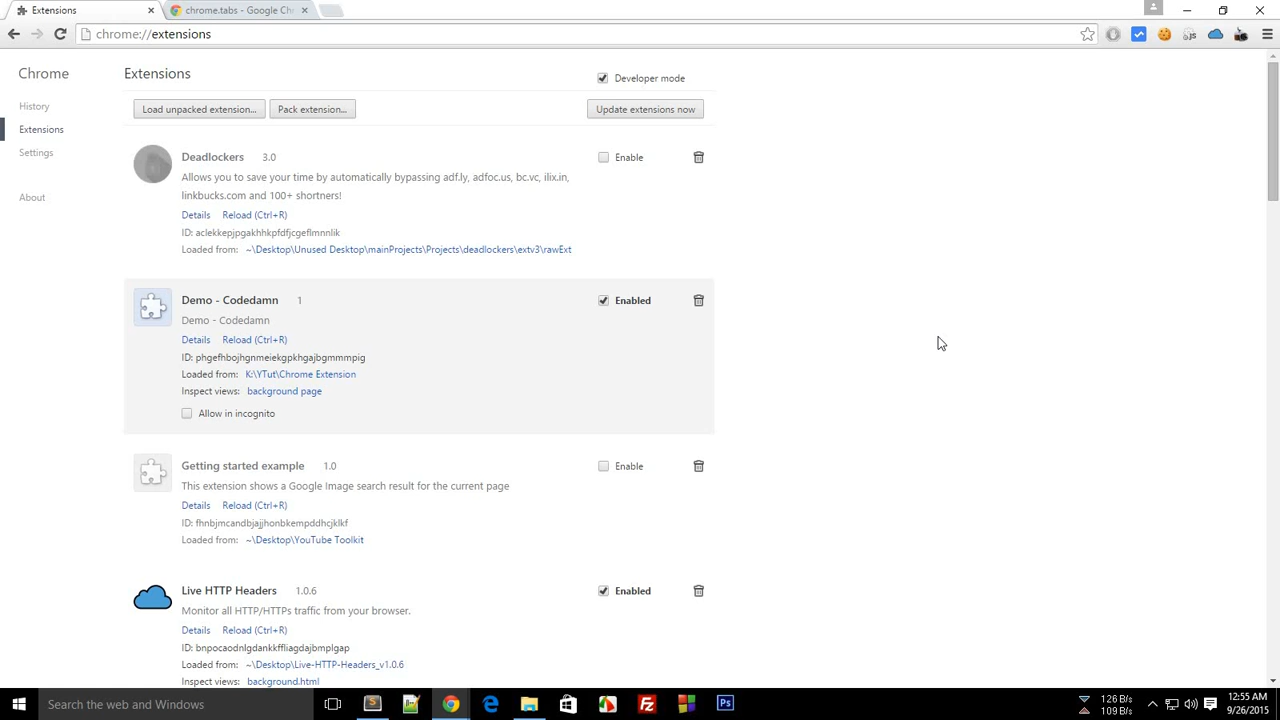 Extensions
chrome.tabs - Google Chr
chrome://extensions
Chrome
Extensions
Developer mode
History
Load unpacked extension...
Pack extension...
Update extensions now
Extensions
Settings
Deadlockers 3.0
Enable
Allows you to save your time by automatically bypassing adf.ly, adfoc.us, bc.vc, ilix.in,
linkbucks.com and 100+ shortners!
About
Details Reload (Ctrl+R)
ID: aclekkepjpgakhhkpfdfjcgeflmnnlik
Loaded from: ~\Desktop\Unused Desktop\mainProjects\Projects\deadlockers\extv3\rawExt
Demo - Codedamn 1
Enabled
Demo - Codedamn
Details Reload (Ctrl+R)
ID: phgefhbojhgnmeiekgpkhgajbgmmmpig
Loaded from: K:\YTut\Chrome Extension
Inspect views: background page
Allow in incognito
Getting started example 1.0
Enable
This extension shows a Google Image search result for the current page
Details Reload (Ctrl+R)
ID: fhnbjmcandbjajjhonbkempddhcjklkf
Loaded from: ~\Desktop\YouTube Toolkit
Live HTTP Headers 1.0.6
Enabled
Monitor all HTTP/HTTPs traffic from your browser.
Details Reload (Ctrl+R)
ID: bnpocaodnlgdankkffliagdajbmplgap
Loaded from: ~\Desktop\Live-HTTP-Headers_v1.0.6
Inspect views: background.html
Search the web and Windows
Ps
126 B/s
109 B/s
12:55 AM
9/26/2015